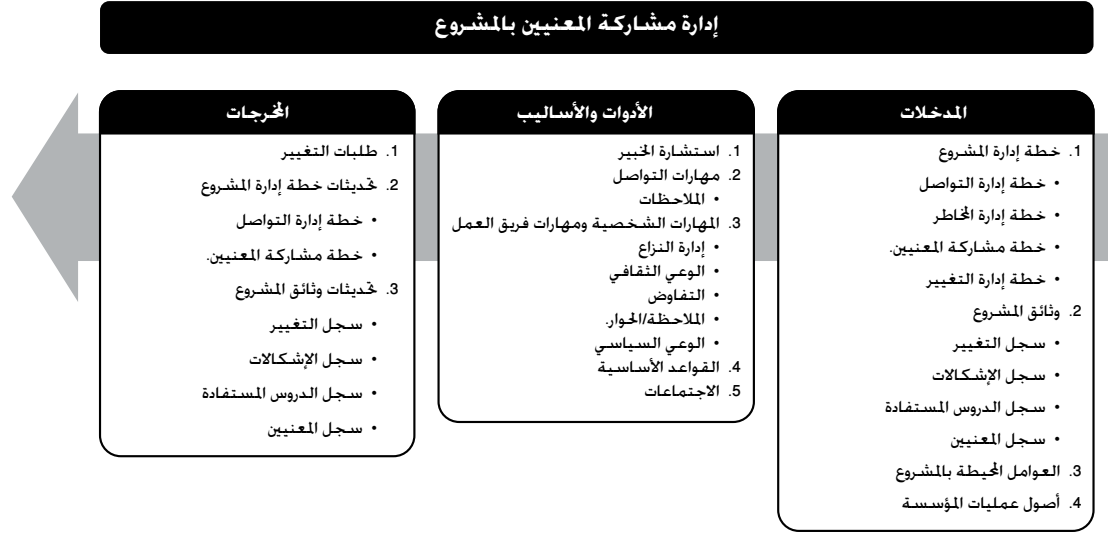 إدارة مشاركة المعنيين بالمشروع
المدخلات
1. خطة إدارة المشروع
• خطة إدارة التواصل
• خطة إدارة المخاطر
• خطة مشاركة المعنيين.
• خطة إدارة التغيير
2. وثائق المشروع
• سجل التغيير
• سجل الإشكالات
• سجل الدروس المستفادة
• سجل المعنيين
3. العوامل المحيطة بالمشروع
4. أصول عمليات المؤسسة
الأدوات والأساليب
1. استشارة الخبير
2. مهارات التواصل
• الملاحظات
3. المهارات الشخصية ومهارات فريق العمل
• إدارة النزاع
• الوعي الثقافي
• التفاوض
• الملاحظة/الحوار.
• الوعي السياسي
4. القواعد الأساسية
5. الاجتماعات
المخرجات
1. طلبات التغيير
2. تحديثات خطة إدارة المشروع
• خطة إدارة التواصل
• خطة مشاركة المعنيين.
3. تحديثات وثائق المشروع
• سجل التغيير
• سجل الإشكالات
• سجل الدروس المستفادة
• سجل المعنيين